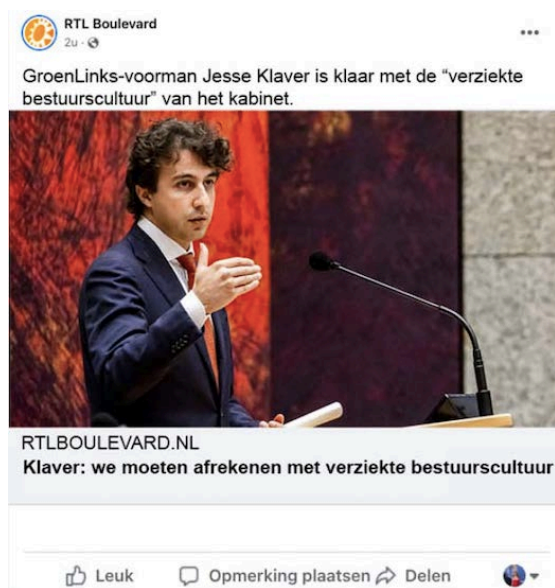 RTL Boulevard
2u ·
GroenLinks-voorman Jesse Klaver is klaar met de “verziekte
bestuurscultuur” van het kabinet.
RTLBOULEVARD.NL
Klaver: we moeten afrekenen met verziekte bestuurscultuur
Leuk
Opmerking plaatsen
Delen